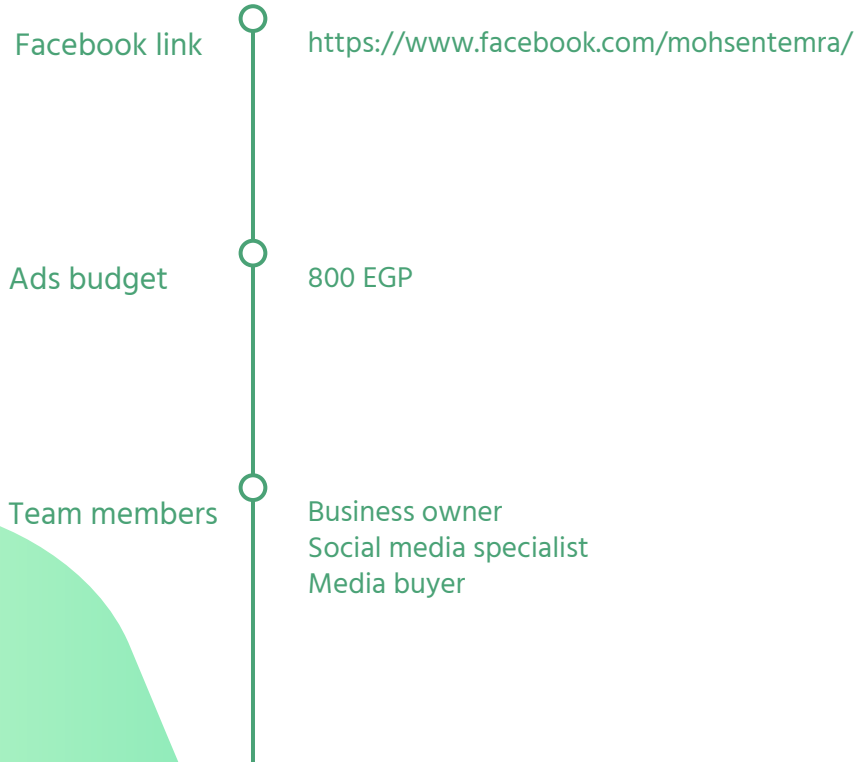 Facebook link
https://www.facebook.com/mohsentemra/
Ads budget
800 EGP
Team members
Business owner
Social media specialist
Media buyer